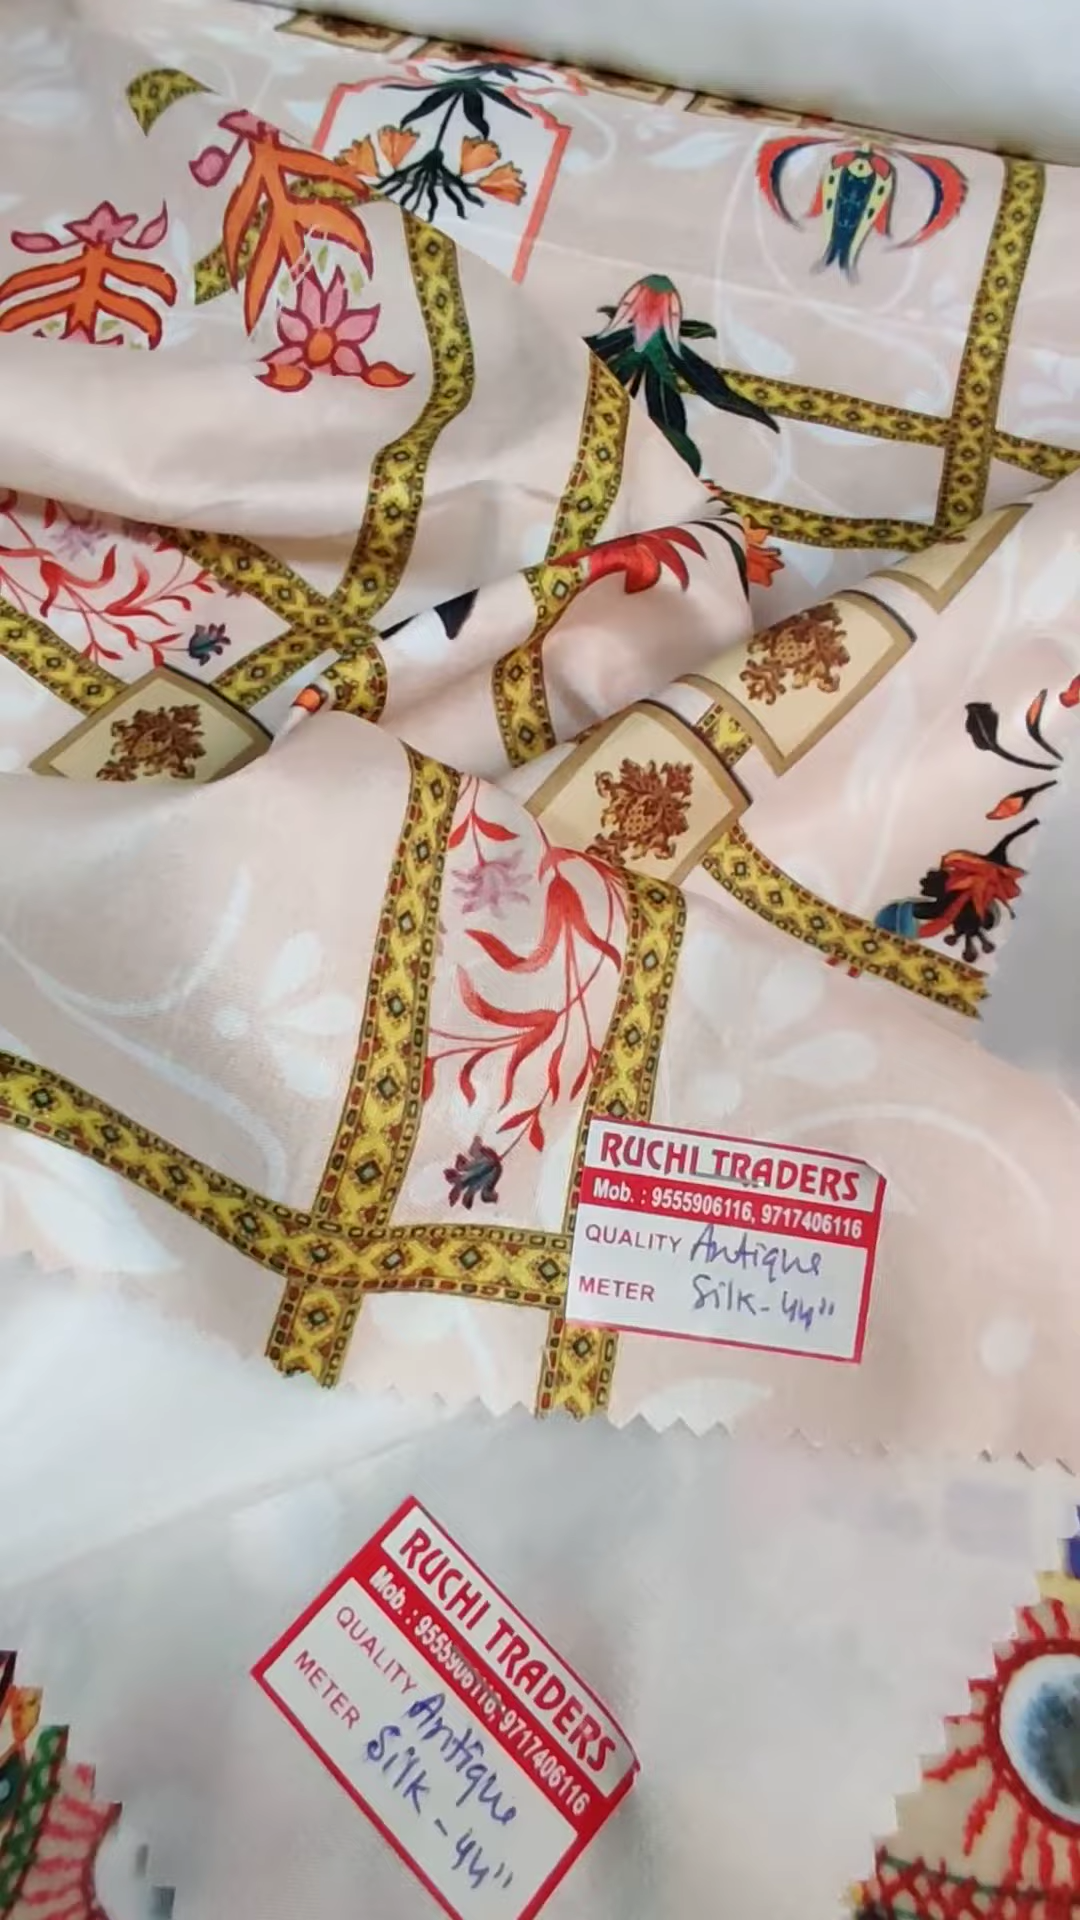 RUCHI TRADERS
Mob. : 9555906116, 9717406116
QUALITY Antique
METER Silk - 44"
RUCHI TRADERS
Mob. : 9555906116, 9717406116
QUALITY Antique
METER Silk - 44"